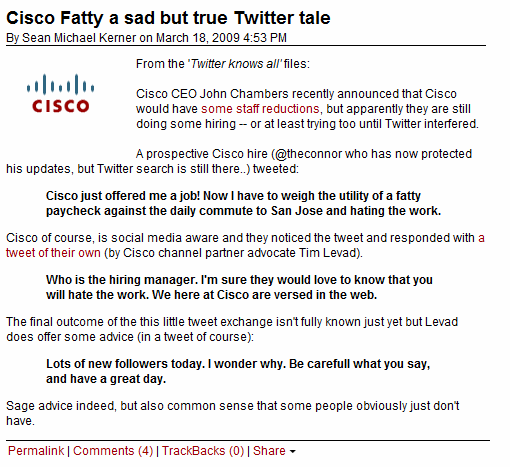 Cisco Fatty a sad but true Twitter tale
By Sean Michael Kerner on March 18, 2009 4:53 PM
From the 'Twitter knows all' files:
CISCO
Cisco CEO John Chambers recently announced that Cisco
would have some staff reductions, but apparently they are still
doing some hiring -- or at least trying too until Twitter interfered.
A prospective Cisco hire (@theconnor who has now protected
his updates, but Twitter search is still there..) tweeted:
Cisco just offered me a job! Now I have to weigh the utility of a fatty
paycheck against the daily commute to San Jose and hating the work.
Cisco of course, is social media aware and they noticed the tweet and responded with a
tweet of their own (by Cisco channel partner advocate Tim Levad).
Who is the hiring manager. I'm sure they would love to know that you
will hate the work. We here at Cisco are versed in the web.
The final outcome of the this little tweet exchange isn't fully known just yet but Levad
does offer some advice (in a tweet of course):
Lots of new followers today. I wonder why. Be carefull what you say,
and have a great day.
Sage advice indeed, but also common sense that some people obviously just don't
have.
Permalink | Comments (4) | TrackBacks (0) | Share